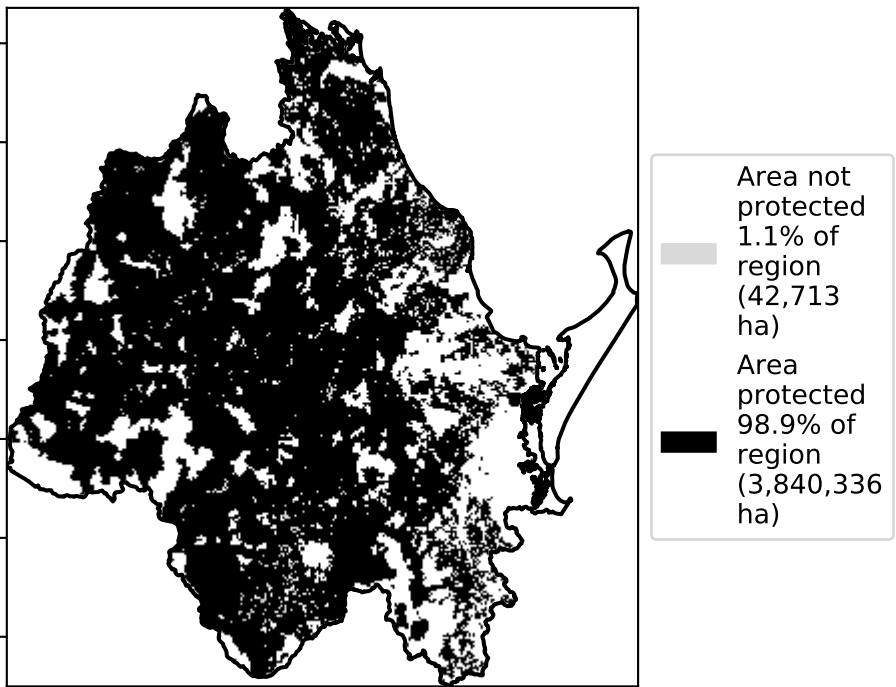 Area not
protected
1.1% of
region
(42,713
ha)
Area
protected
98.9% of
region
(3,840,336
ha)